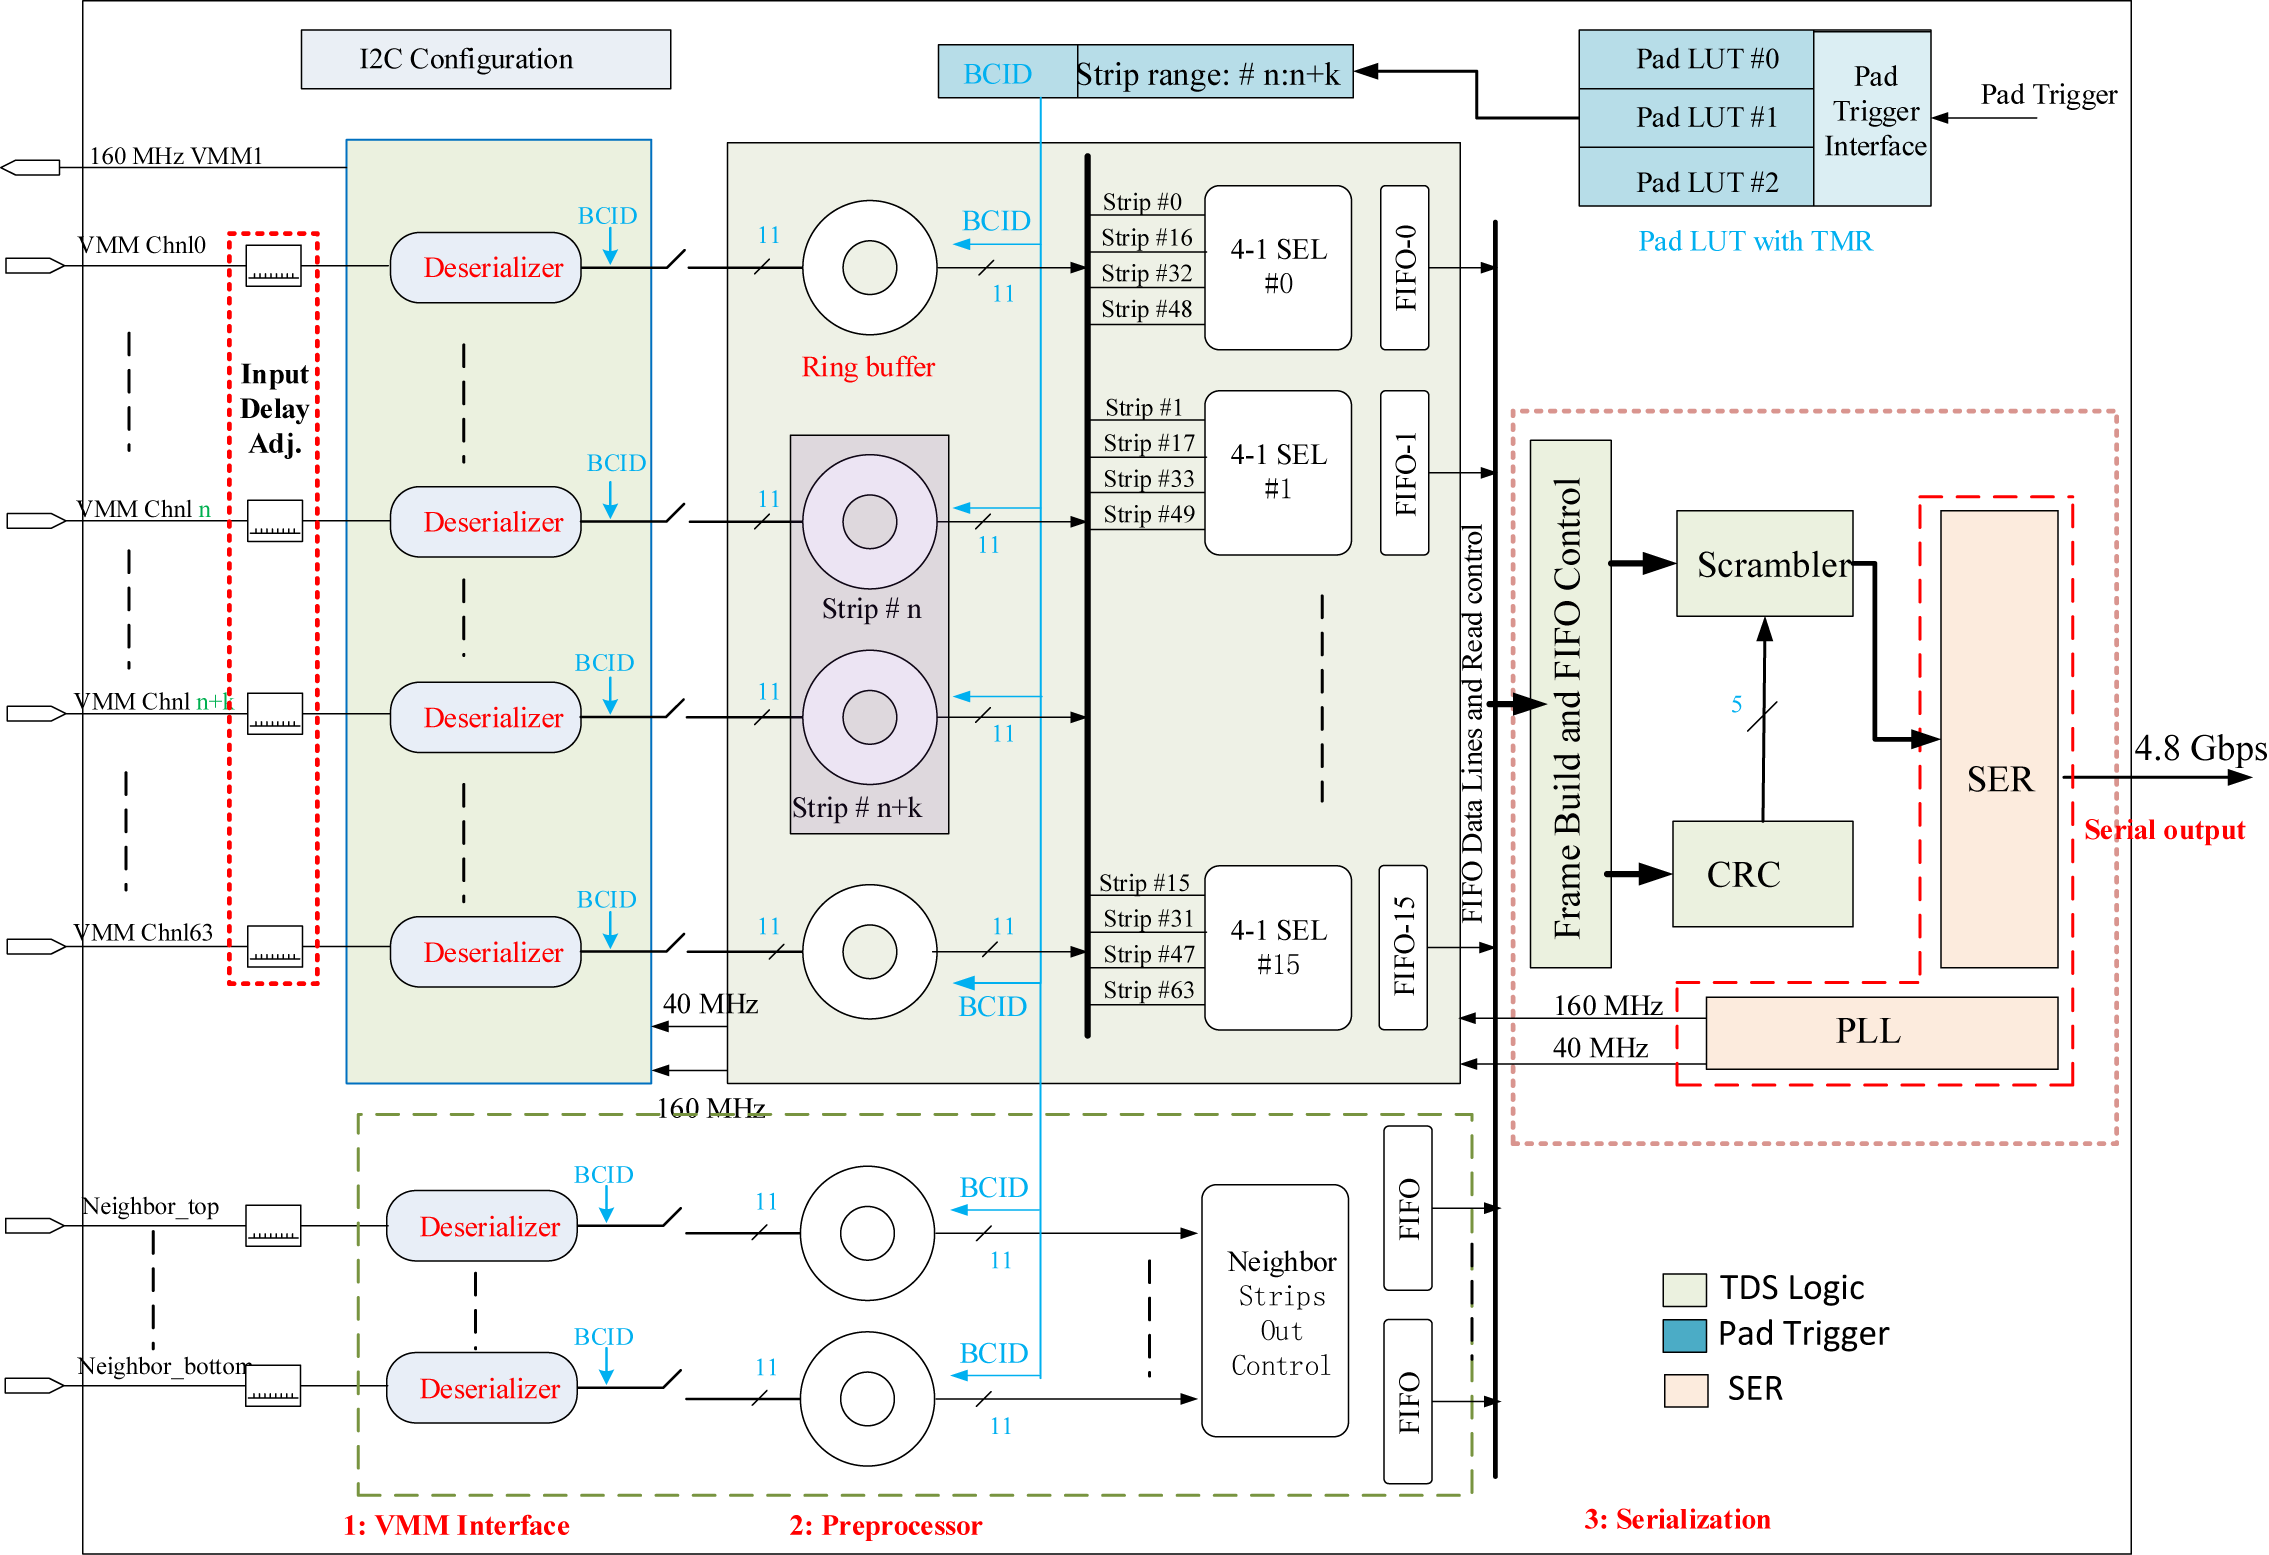 I2C Configuration
BCID
Strip range: # n:n+k
Pad LUT #0
Pad LUT #1
Pad LUT #2
Pad
Trigger
Interface
Pad Trigger
Pad LUT with TMR
160 MHz VMM1
VMM Chnl0
Input
Delay
Adj.
VMM Chnl n
VMM Chnl n+k
VMM Chnl63
Deserializer
BCID
11
Ring buffer
BCID
11
Deserializer
BCID
11
Strip # n
11
Deserializer
BCID
11
Strip # n+k
11
Deserializer
BCID
11
11
BCID
40 MHz
160 MHz
Strip #0
Strip #16
Strip #32
Strip #48
4-1 SEL
#0
FIFO-0
Strip #1
Strip #17
Strip #33
Strip #49
4-1 SEL
#1
FIFO-1
Strip #15
Strip #31
Strip #47
Strip #63
4-1 SEL
#15
FIFO-15
FIFO Data Lines and Read control
Frame Build and FIFO Control
Scrambler
5
CRC
SER
4.8 Gbps
Serial output
160 MHz
40 MHz
PLL
Neighbor_top
Deserializer
BCID
11
BCID
11
Neighbor_bottom
Deserializer
BCID
11
BCID
11
Neighbor
Strips
Out
Control
FIFO
FIFO
TDS Logic
Pad Trigger
SER
1: VMM Interface
2: Preprocessor
3: Serialization